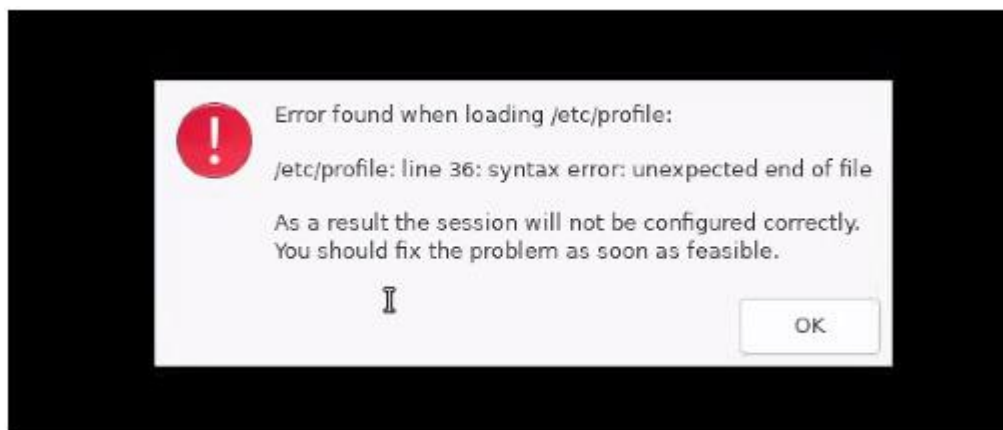 Error found when loading /etc/profile:
/etc/profile: line 36: syntax error: unexpected end of file
As a result the session will not be configured correctly.
You should fix the problem as soon as feasible.
OK